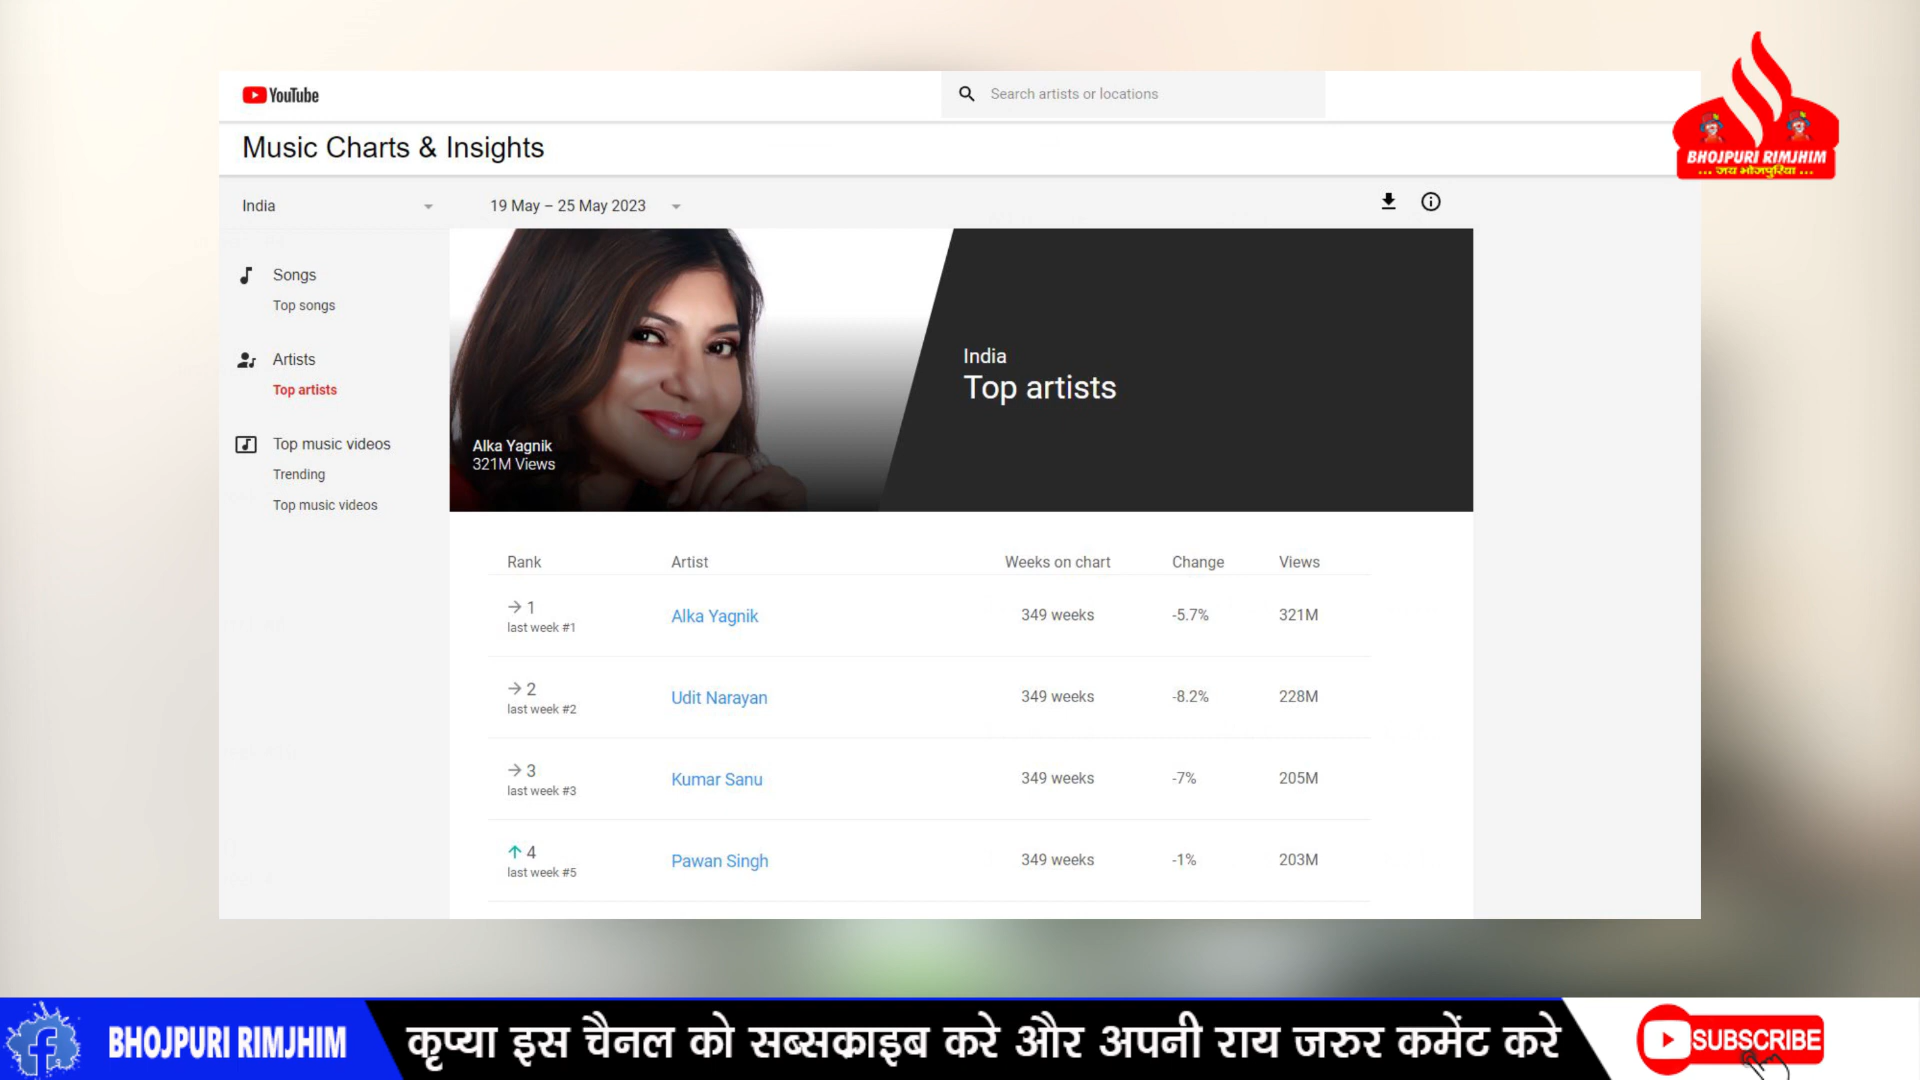 YouTube
Search artists or locations
Music Charts & Insights
BHOJPURI RIMJHIM
... जय भोजपुरिया ...
India
19 May – 25 May 2023
Songs
Top songs
Artists
Top artists
Top music videos
Trending
Top music videos
Alka Yagnik
321M Views
India
Top artists
Rank Artist Weeks on chart Change Views
1 Alka Yagnik 349 weeks -5.7% 321M
last week #1
2 Udit Narayan 349 weeks -8.2% 228M
last week #2
3 Kumar Sanu 349 weeks -7% 205M
last week #3
4 Pawan Singh 349 weeks -1% 203M
last week #5
BHOJPURI RIMJHIM
कृप्या इस चैनल को सब्सक्राइब करे और अपनी राय जरुर कमेंट करे
SUBSCRIBE